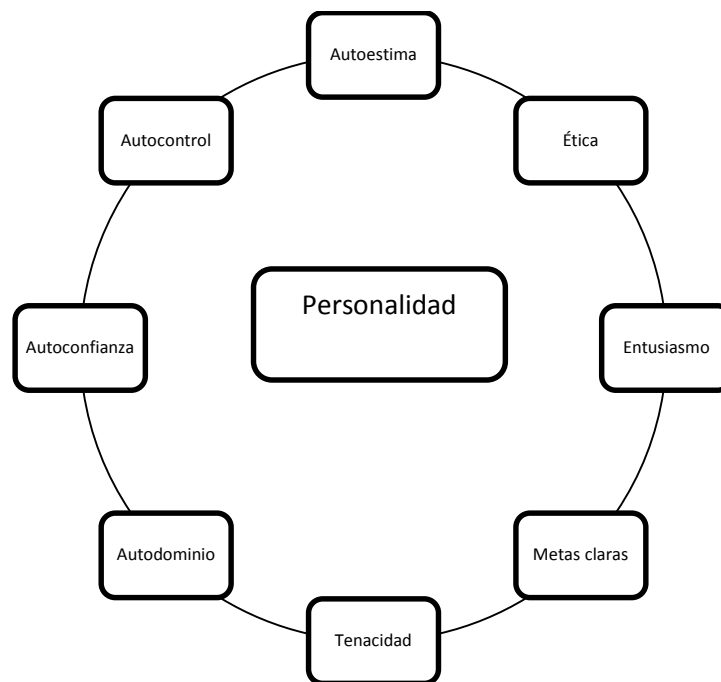 Autoestima
Autocontrol
Ética
Personalidad
Autoconfianza
Entusiasmo
Autodominio
Metas claras
Tenacidad